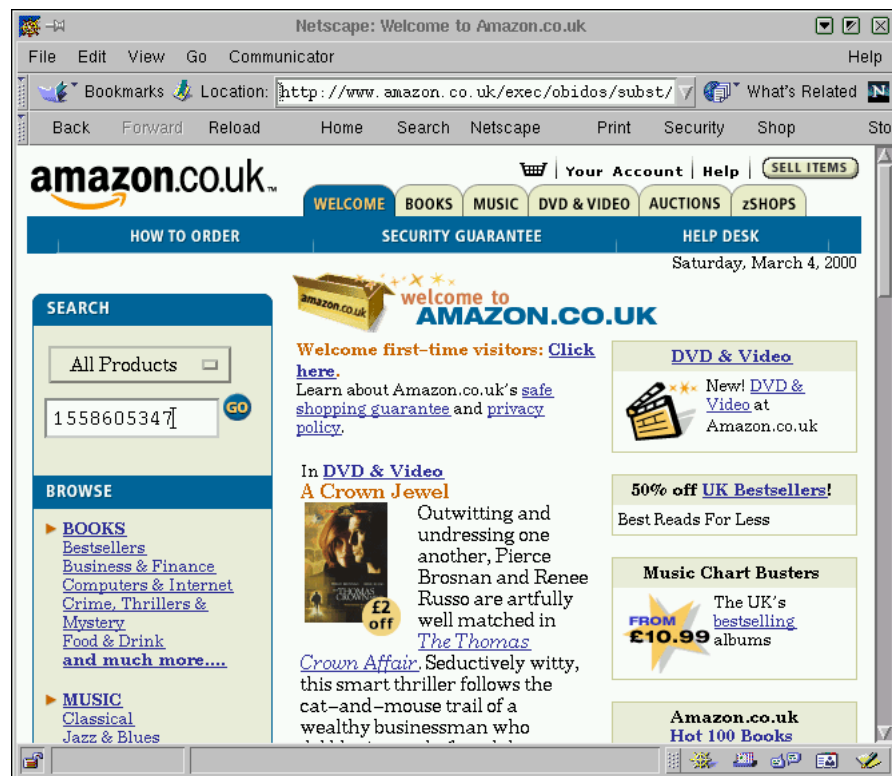 Netscape: Welcome to Amazon.co.uk
File Edit View Go Communicator Help
Bookmarks Location: http://www.amazon.co.uk/exec/obidos/subst/ What's Related N
Back Forward Reload Home Search Netscape Print Security Shop Sto
amazon.co.uk™
Your Account | Help | SELL ITEMS
WELCOME BOOKS MUSIC DVD & VIDEO AUCTIONS zSHOPS
HOW TO ORDER SECURITY GUARANTEE HELP DESK
Saturday, March 4, 2000
SEARCH
All Products
1558605347 GO
BROWSE
BOOKS
Bestsellers
Business & Finance
Computers & Internet
Crime, Thrillers &
Mystery
Food & Drink
and much more....
MUSIC
Classical
Jazz & Blues
amazon.co.uk
welcome to
AMAZON.CO.UK
Welcome first-time visitors: Click
here.
Learn about Amazon.co.uk's safe
shopping guarantee and privacy
policy.
In DVD & Video
A Crown Jewel
THOMAS
CROWN
£2
off
Outwitting and
undressing one
another, Pierce
Brosnan and Renee
Russo are artfully
well matched in
The Thomas
Crown Affair. Seductively witty,
this smart thriller follows the
cat-and-mouse trail of a
wealthy businessman who
DVD & Video
New! DVD &
Video at
Amazon.co.uk
50% off UK Bestsellers!
Best Reads For Less
Music Chart Busters
FROM
£10.99
The UK's
bestselling
albums
Amazon.co.uk
Hot 100 Books